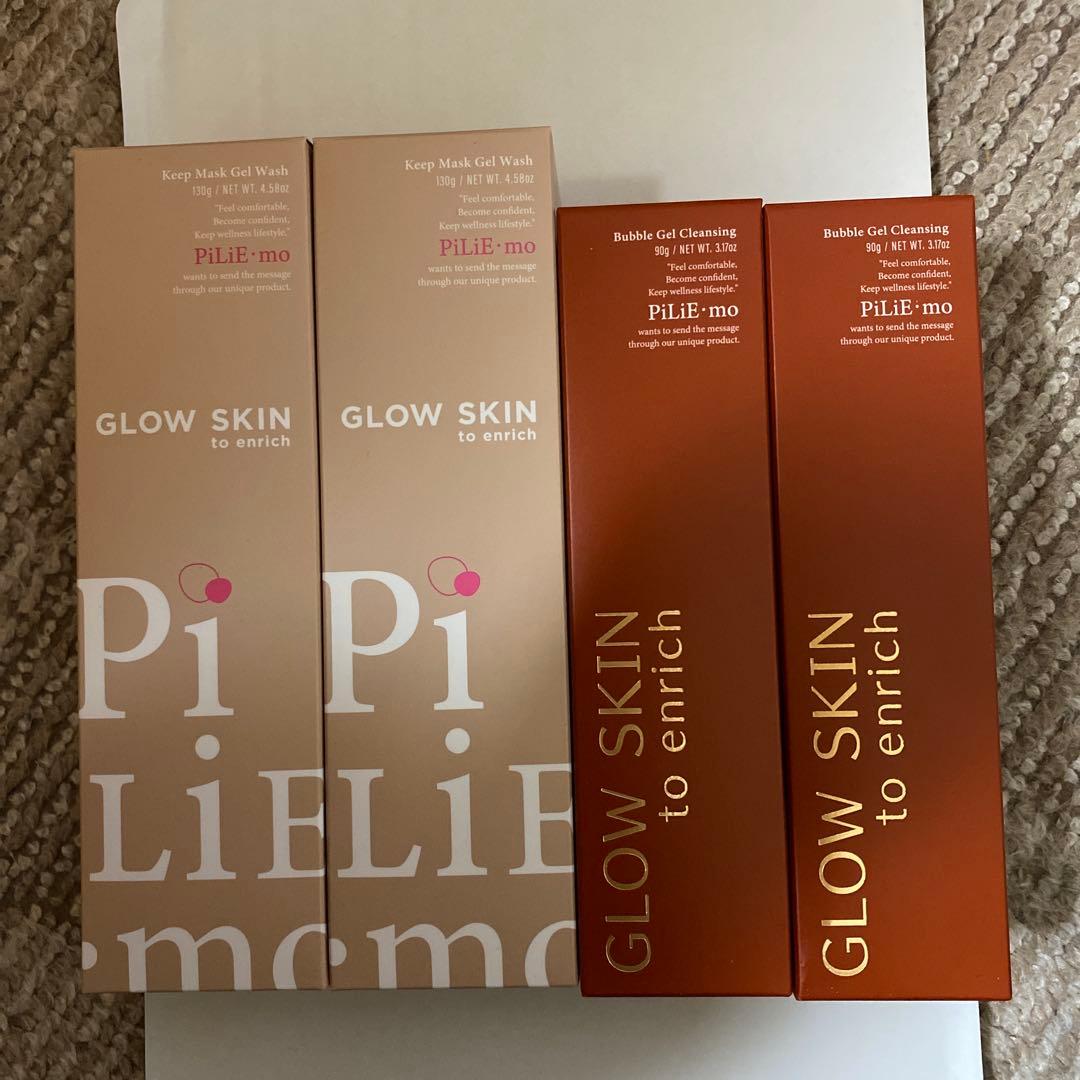 Keep Mask Gel Wash
130g / NET WT. 4.58oz
"Feel comfortable,
Become confident,
Keep wellness lifestyle."
PiLiE·mo
wants to send the message
through our unique product.
GLOW SKIN
to enrich
Pi
LiE
·mo
Keep Mask Gel Wash
130g / NET WT. 4.58oz
"Feel comfortable,
Become confident,
Keep wellness lifestyle."
PiLiE·mo
wants to send the message
through our unique product.
GLOW SKIN
to enrich
Pi
LiE
·mo
Bubble Gel Cleansing
90g / NET WT. 3.17oz
"Feel comfortable,
Become confident,
Keep wellness lifestyle."
PiLiE·mo
wants to send the message
through our unique product.
GLOW SKIN
to enrich
Bubble Gel Cleansing
90g / NET WT. 3.17oz
"Feel comfortable,
Become confident,
Keep wellness lifestyle."
PiLiE·mo
wants to send the message
through our unique product.
GLOW SKIN
to enrich